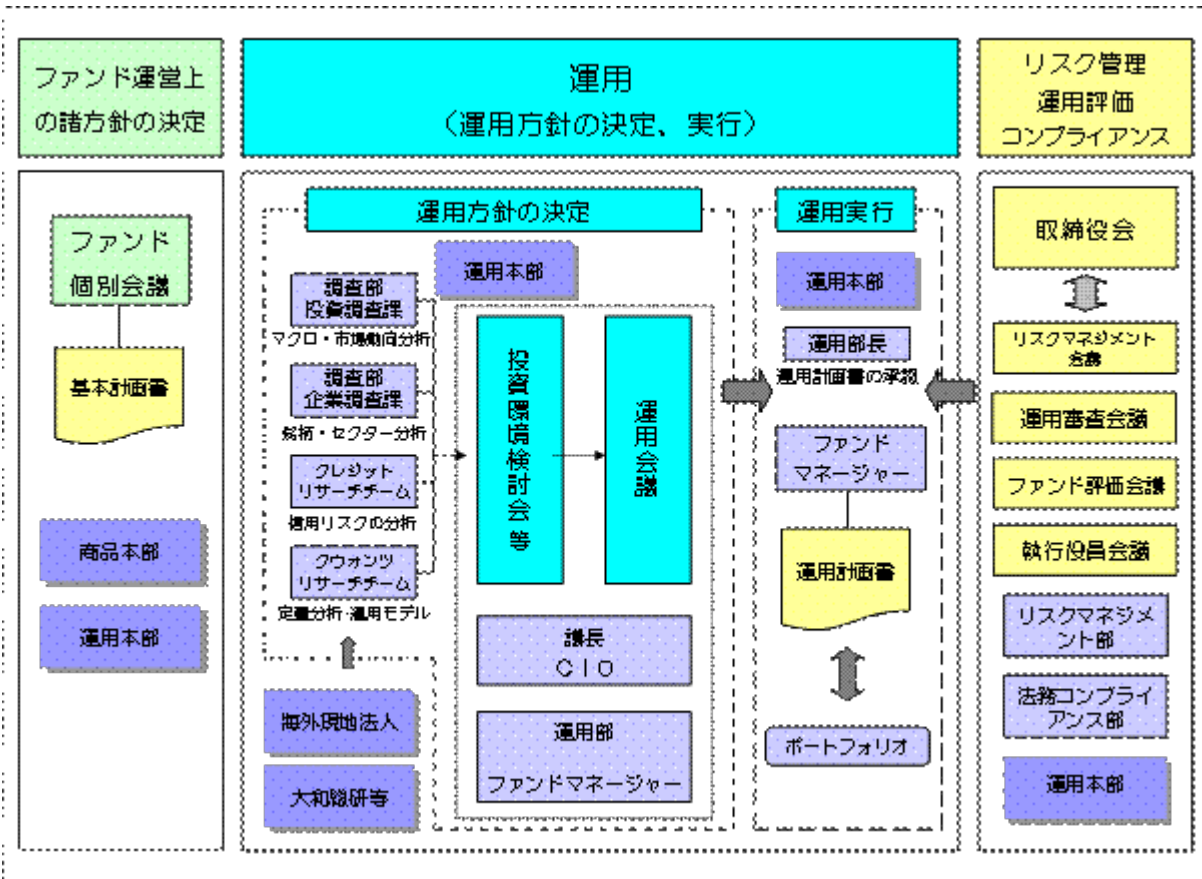 ファンド運営上
の諸方針の決定
運用
（運用方針の決定、実行）
リスク管理
運用評価
コンプライアンス
ファンド
個別会議
基本計画書
商品本部
運用本部
運用方針の決定
運用本部
調査部
投資調査課
マクロ・市場動向分析
調査部
企業調査課
銘柄・セクター分析
クレジット
リサーチチーム
信用リスクの分析
クウォンツ
リサーチチーム
定量分析・運用モデル
海外現地法人
大和総研等
投資環境検討会 等
運用会議
議長
ＣＩＯ
運用部
ファンドマネージャー
運用実行
運用本部
運用部長
運用計画書の承認
ファンド
マネージャー
運用計画書
ポートフォリオ
取締役会
リスクマネジメント
会議
運用審査会議
ファンド評価会議
執行役員会議
リスクマネジメ
ント部
法務コンプライ
アンス部
運用本部